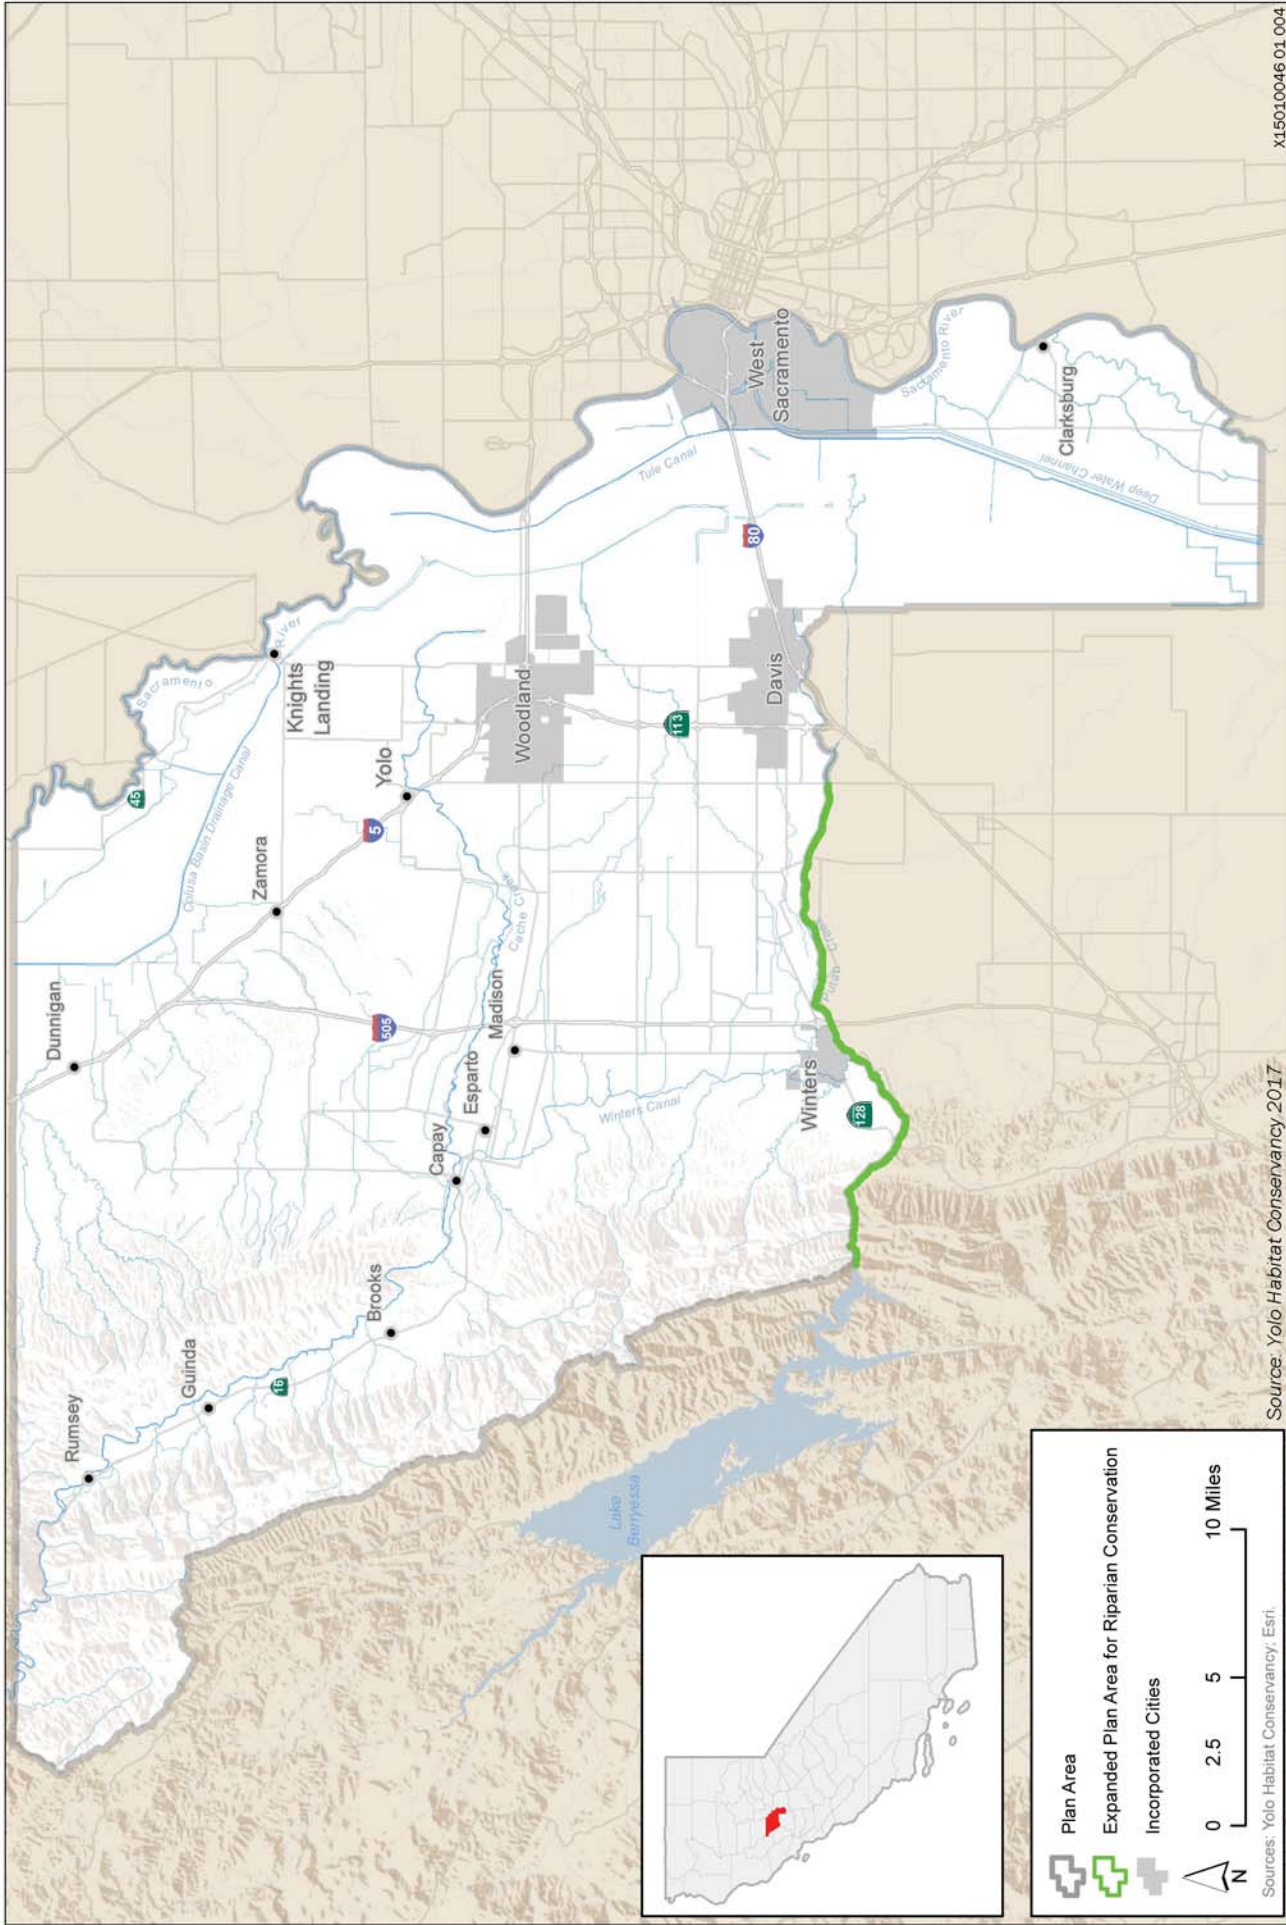 Rumsey
Guinda
16
Brooks
Dunnigan
505
Capay
Esparto
Madison
Zamora
Colusa Basin Drainage Canal
45
Sacramento
River
Knights
Landing
5
Yolo
Cache Creek
Woodland
Winters Canal
Winters
128
Putah Creek
113
Davis
80
Tule Canal
West
Sacramento
Sacramento River
Clarksburg
Deep Water Channel
Lake
Berryessa
Plan Area
Expanded Plan Area for Riparian Conservation
Incorporated Cities
N
0 2.5 5 10 Miles
Sources: Yolo Habitat Conservancy; Esri.
Source: Yolo Habitat Conservancy 2017
X15010046 01 004